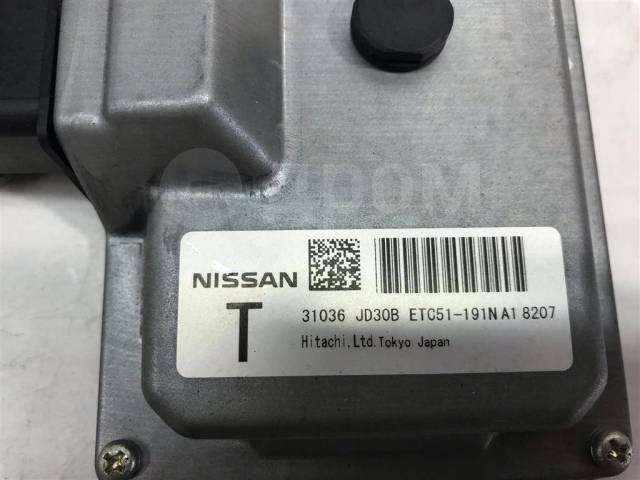 NISSAN
T
31036 JD30B ETC51-191N A1 8207
Hitachi,Ltd.Tokyo Japan